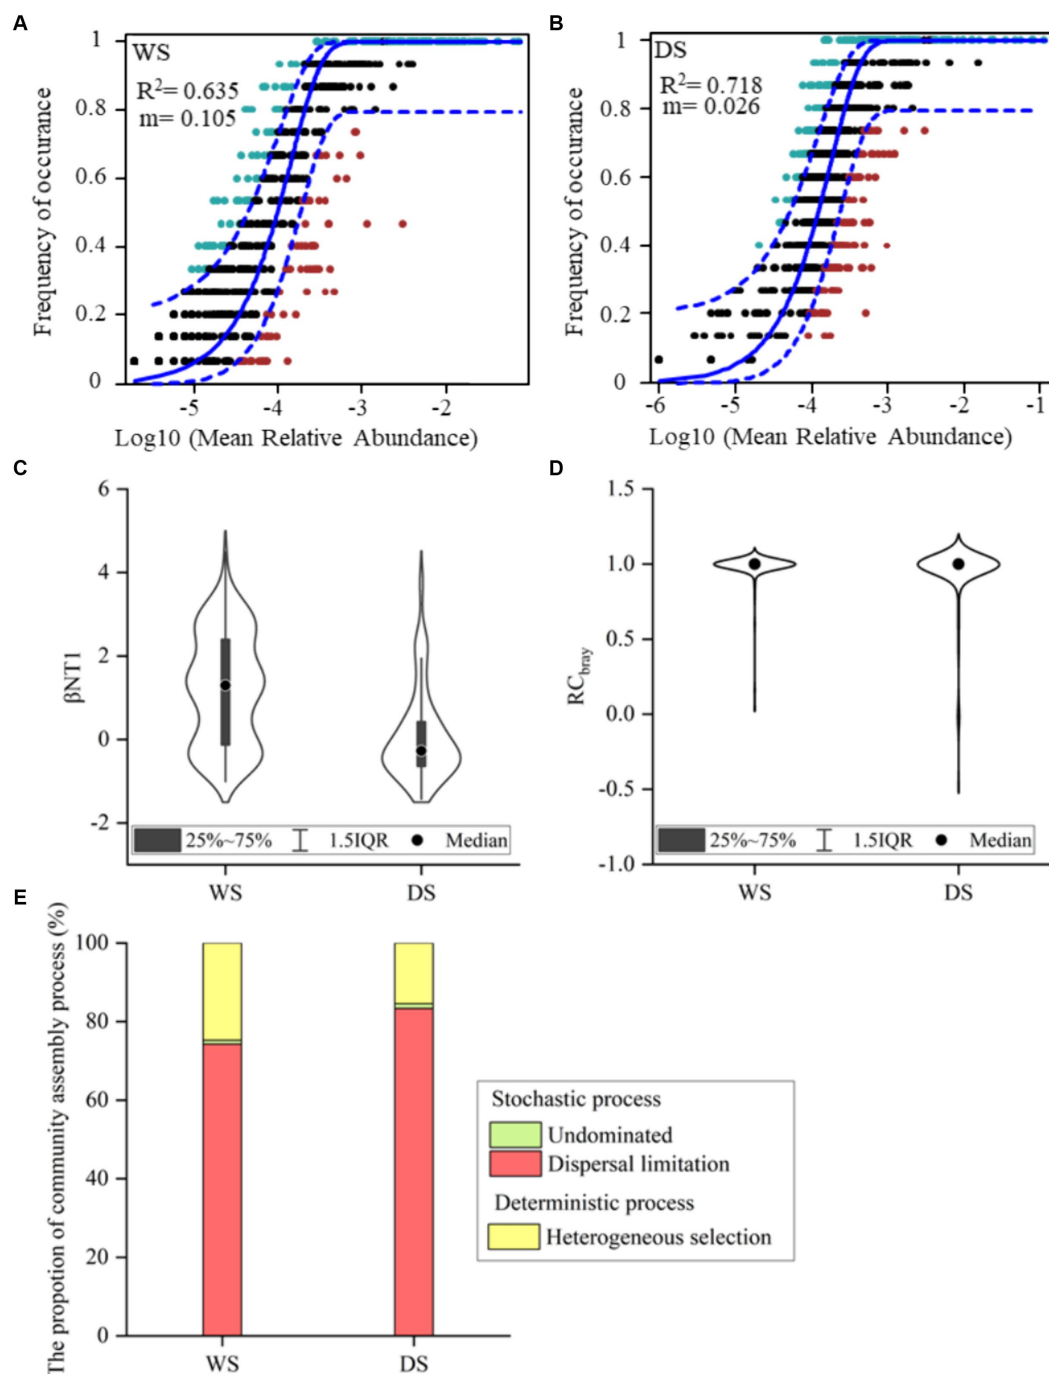 A
WS
R2= 0.635
m= 0.105
1
0.8
0.6
0.4
0.2
0
Frequency of occurrance
-5
-4
-3
-2
Log10 (Mean Relative Abundance)
B
DS
R2= 0.718
m= 0.026
1
0.8
0.6
0.4
0.2
0
Frequency of occurrance
-6
-5
-4
-3
-2
-1
Log10 (Mean Relative Abundance)
C
6
4
2
0
-2
βNT1
25%~75%
1.5IQR
Median
WS
DS
D
1.5
1.0
0.5
0.0
-0.5
-1.0
RCbray
25%~75%
1.5IQR
Median
WS
DS
E
The propotion of community assembly process (%)
100
80
60
40
20
0
WS
DS
Stochastic process
Undominated
Dispersal limitation
Deterministic process
Heterogeneous selection